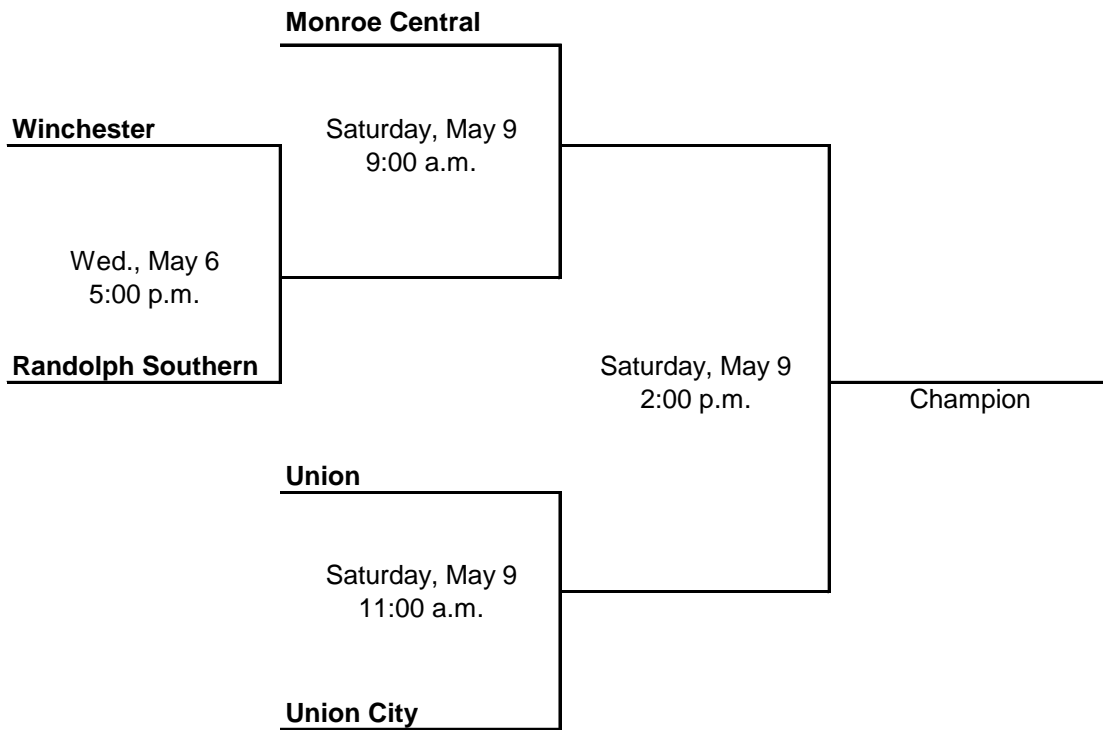 Monroe Central
Winchester
Saturday, May 9
9:00 a.m.
Wed., May 6
5:00 p.m.
Randolph Southern
Saturday, May 9
2:00 p.m.
Champion
Union
Saturday, May 9
11:00 a.m.
Union City